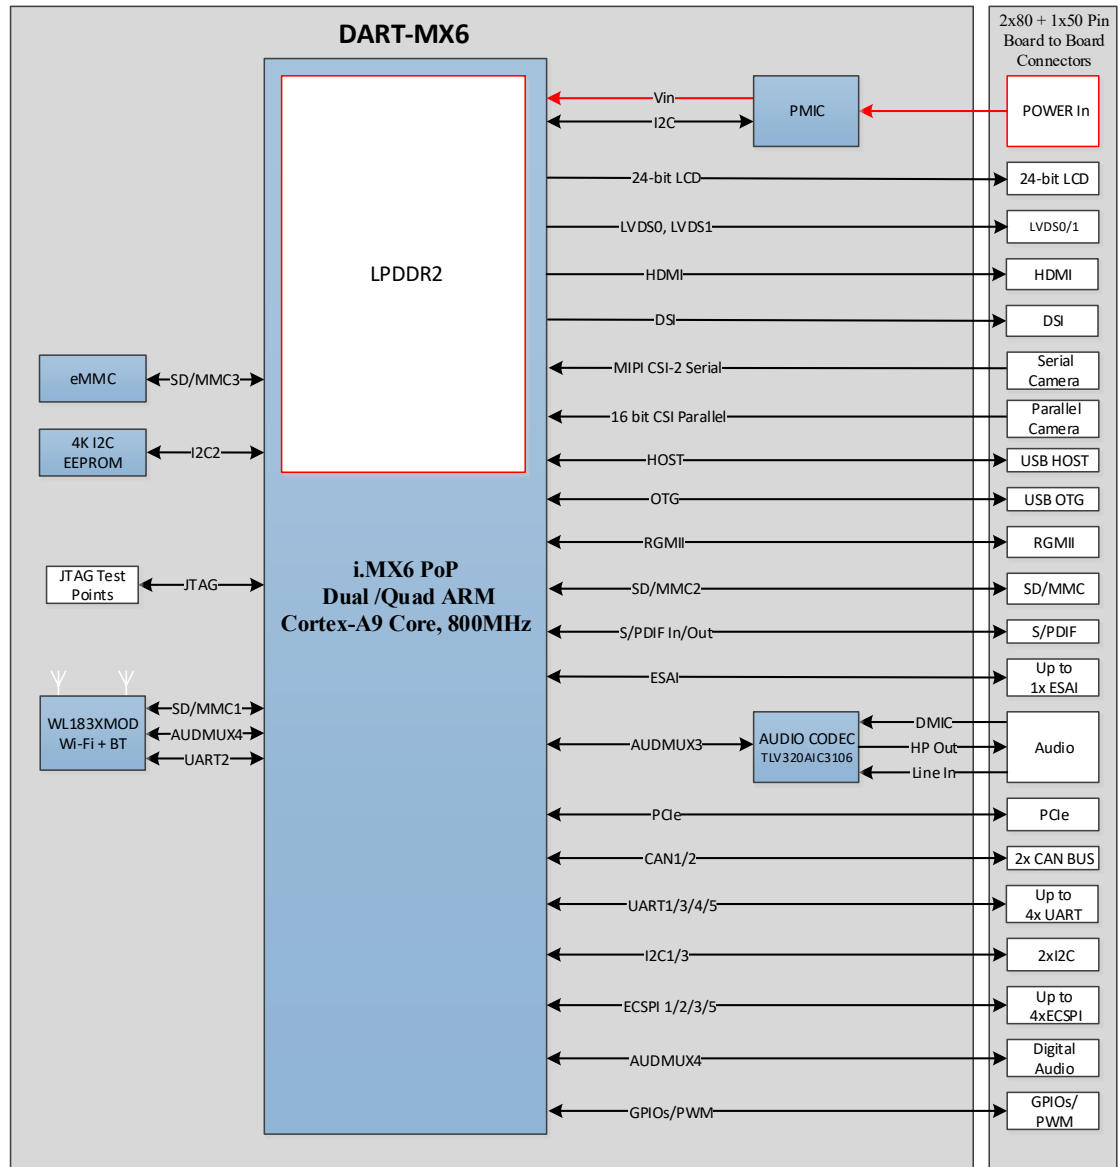 DART-MX6
2x80 + 1x50 Pin
Board to Board
Connectors
LPDDR2
i.MX6 PoP
Dual /Quad ARM
Cortex-A9 Core, 800MHz
eMMC
SD/MMC3
4K I2C
EEPROM
I2C2
JTAG Test
Points
JTAG
WL183XMOD
Wi-Fi + BT
SD/MMC1
AUDMUX4
UART2
Vin
I2C
PMIC
POWER In
24-bit LCD
24-bit LCD
LVDS0, LVDS1
LVDS0/1
HDMI
HDMI
DSI
DSI
MIPI CSI-2 Serial
Serial
Camera
16 bit CSI Parallel
Parallel
Camera
HOST
USB HOST
OTG
USB OTG
RGMII
RGMII
SD/MMC2
SD/MMC
S/PDIF In/Out
S/PDIF
ESAI
Up to
1x ESAI
AUDMUX3
AUDIO CODEC
TLV320AIC3106
DMIC
HP Out
Line In
Audio
PCIe
PCIe
CAN1/2
2x CAN BUS
UART1/3/4/5
Up to
4x UART
I2C1/3
2xI2C
ECSPI 1/2/3/5
Up to
4xECSPI
AUDMUX4
Digital
Audio
GPIOs/PWM
GPIOs/
PWM